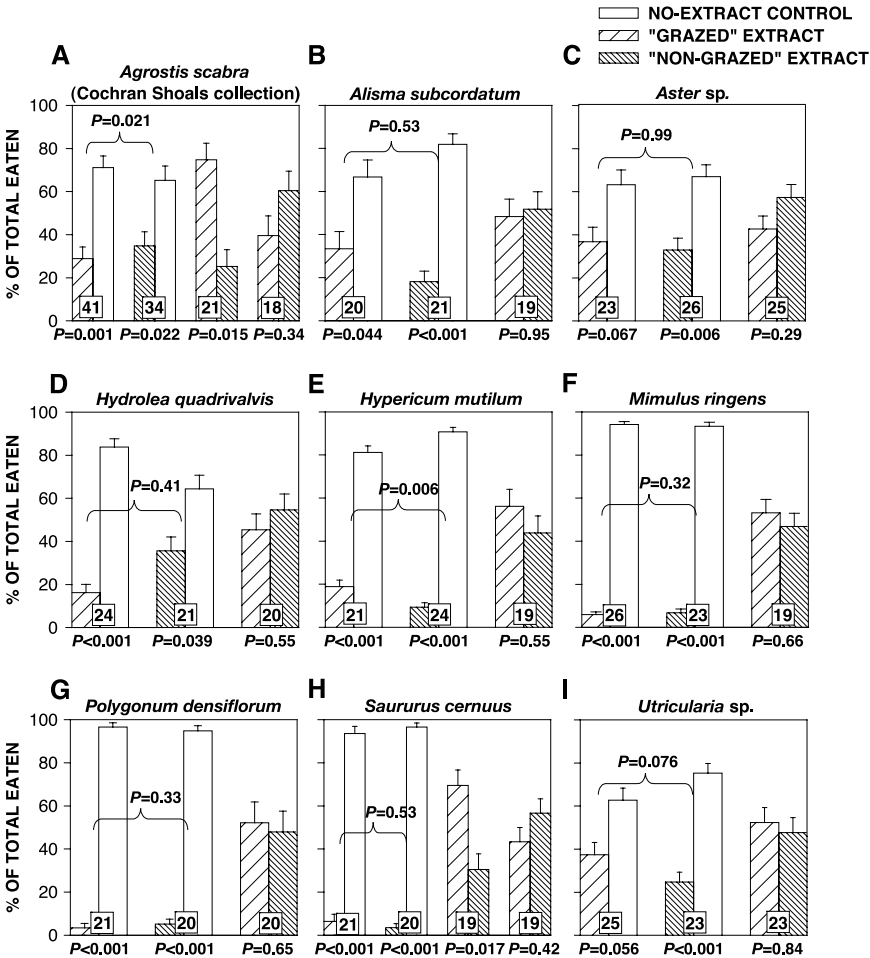 NO-EXTRACT CONTROL
"GRAZED" EXTRACT
"NON-GRAZED" EXTRACT
A
Agrostis scabra
(Cochran Shoals collection)
B
Alisma subcordatum
C
Aster sp.
% OF TOTAL EATEN
100
80
60
40
20
0
P=0.021
41
34
21
18
P=0.001 P=0.022 P=0.015 P=0.34
P=0.53
20
21
19
P=0.044 P<0.001 P=0.95
P=0.99
23
26
25
P=0.067 P=0.006 P=0.29
D
Hydrolea quadrivalvis
E
Hypericum mutilum
F
Mimulus ringens
% OF TOTAL EATEN
100
80
60
40
20
0
P=0.41
24
21
20
P<0.001 P=0.039 P=0.55
P=0.006
21
24
19
P<0.001 P<0.001 P=0.55
P=0.32
26
23
19
P<0.001 P<0.001 P=0.66
G
Polygonum densiflorum
H
Saururus cernuus
I
Utricularia sp.
% OF TOTAL EATEN
100
80
60
40
20
0
P=0.33
21
20
20
P<0.001 P<0.001 P=0.65
P=0.53
21
20
19
19
P<0.001 P<0.001 P=0.017 P=0.42
P=0.076
25
23
23
P=0.056 P<0.001 P=0.84